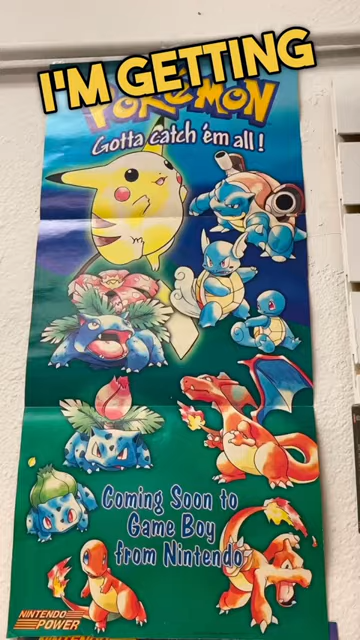 I'M GETTING
POKéMON
Gotta catch 'em all!
Coming Soon to
Game Boy
from Nintendo
NINTENDO
POWER